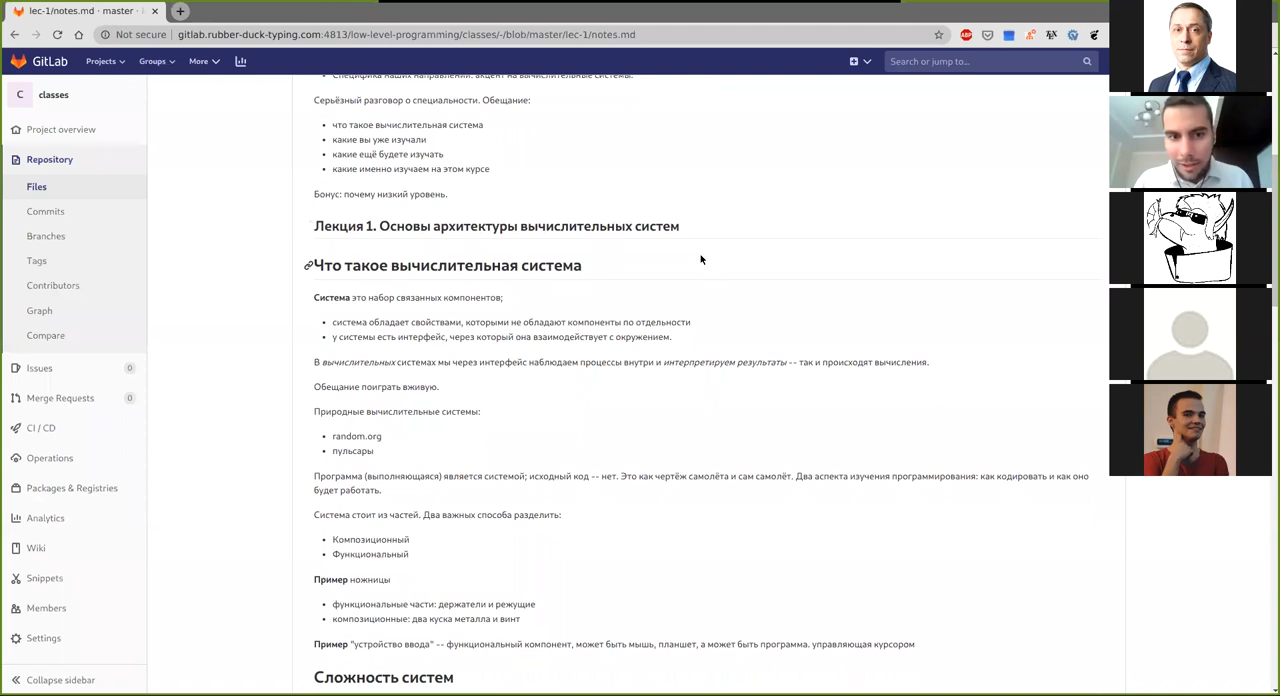 lec-1/notes.md · master ·
Not secure gitlab.rubber-duck-typing.com:4813/low-level-programming/classes/-/blob/master/lec-1/notes.md
ABP
GitLab Projects Groups More Search or jump to...
C classes
Project overview
Repository
Files
Commits
Branches
Tags
Contributors
Graph
Compare
Issues 0
Merge Requests 0
CI / CD
Operations
Packages & Registries
Analytics
Wiki
Snippets
Members
Settings
Collapse sidebar
Специфика наших направлений: акцент на вычислительные системы.
Серьёзный разговор о специальности. Обещание:
что такое вычислительная система
какие вы уже изучали
какие ещё будете изучать
какие именно изучаем на этом курсе
Бонус: почему низкий уровень.
Лекция 1. Основы архитектуры вычислительных систем
Что такое вычислительная система
Система это набор связанных компонентов;
система обладает свойствами, которыми не обладают компоненты по отдельности
у системы есть интерфейс, через который она взаимодействует с окружением.
В вычислительных системах мы через интерфейс наблюдаем процессы внутри и интерпретируем результаты -- так и происходят вычисления.
Обещание поиграть вживую.
Природные вычислительные системы:
random.org
пульсары
Программа (выполняющаяся) является системой; исходный код -- нет. Это как чертёж самолёта и сам самолёт. Два аспекта изучения программирования: как кодировать и как оно
будет работать.
Система стоит из частей. Два важных способа разделить:
Композиционный
Функциональный
Пример ножницы
функциональные части: держатели и режущие
композиционные: два куска металла и винт
Пример "устройство ввода" -- функциональный компонент, может быть мышь, планшет, а может быть программа. управляющая курсором
Сложность систем